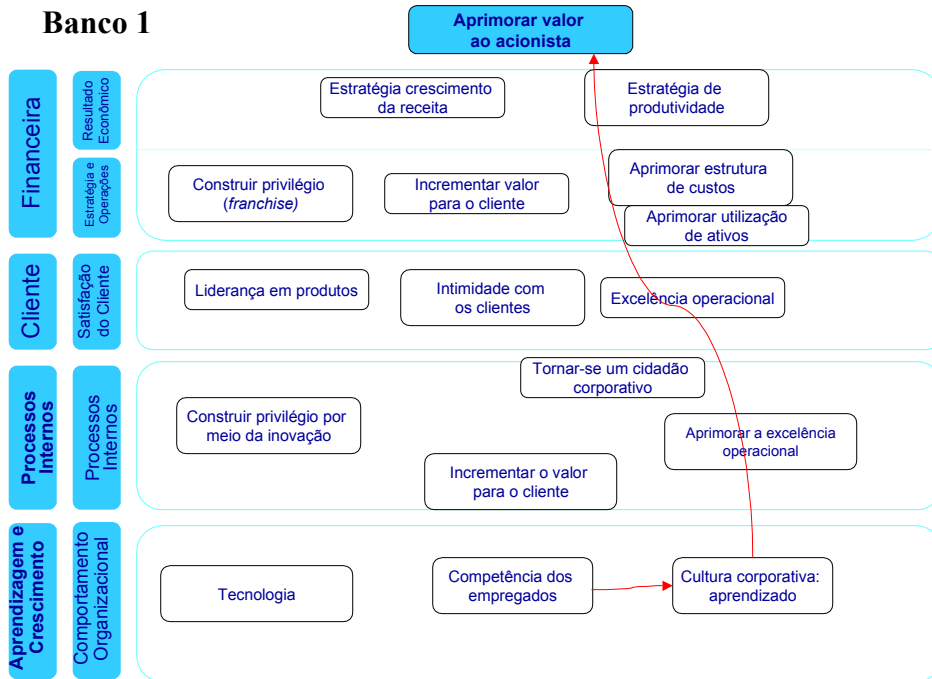 Banco 1
Aprimorar valor
ao acionista
Financeira
Resultado
Econômico
Estratégia crescimento
da receita
Estratégia de
produtividade
Estratégia e
Operações
Construir privilégio
(franchise)
Incrementar valor
para o cliente
Aprimorar estrutura
de custos
Aprimorar utilização
de ativos
Cliente
Satisfação
do Cliente
Liderança em produtos
Intimidade com
os clientes
Excelência operacional
Processos
Internos
Processos
Internos
Tornar-se um cidadão
corporativo
Construir privilégio por
meio da inovação
Aprimorar a excelência
operacional
Incrementar o valor
para o cliente
Aprendizagem e
Crescimento
Comportamento
Organizacional
Tecnologia
Competência dos
empregados
Cultura corporativa:
aprendizado